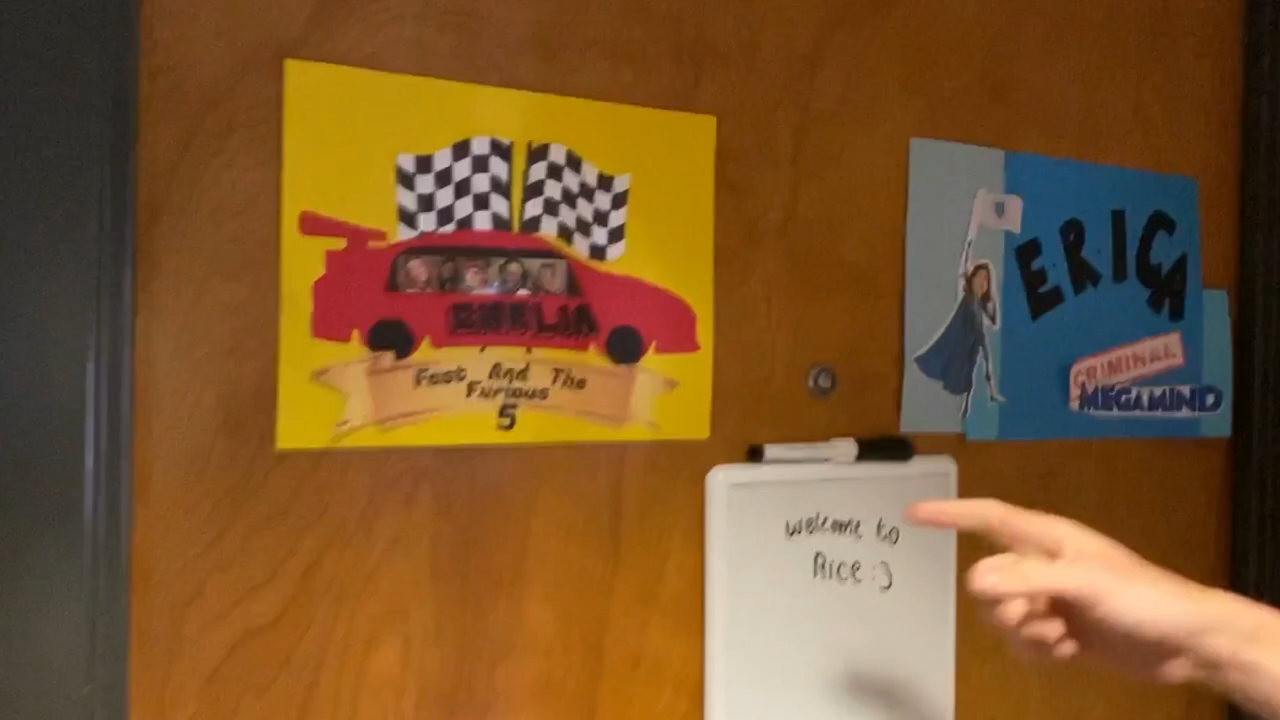 Fast And The
Furious
5
ERICA
CRIMINAL
MEGAMIND
Welcome to
Rice :)